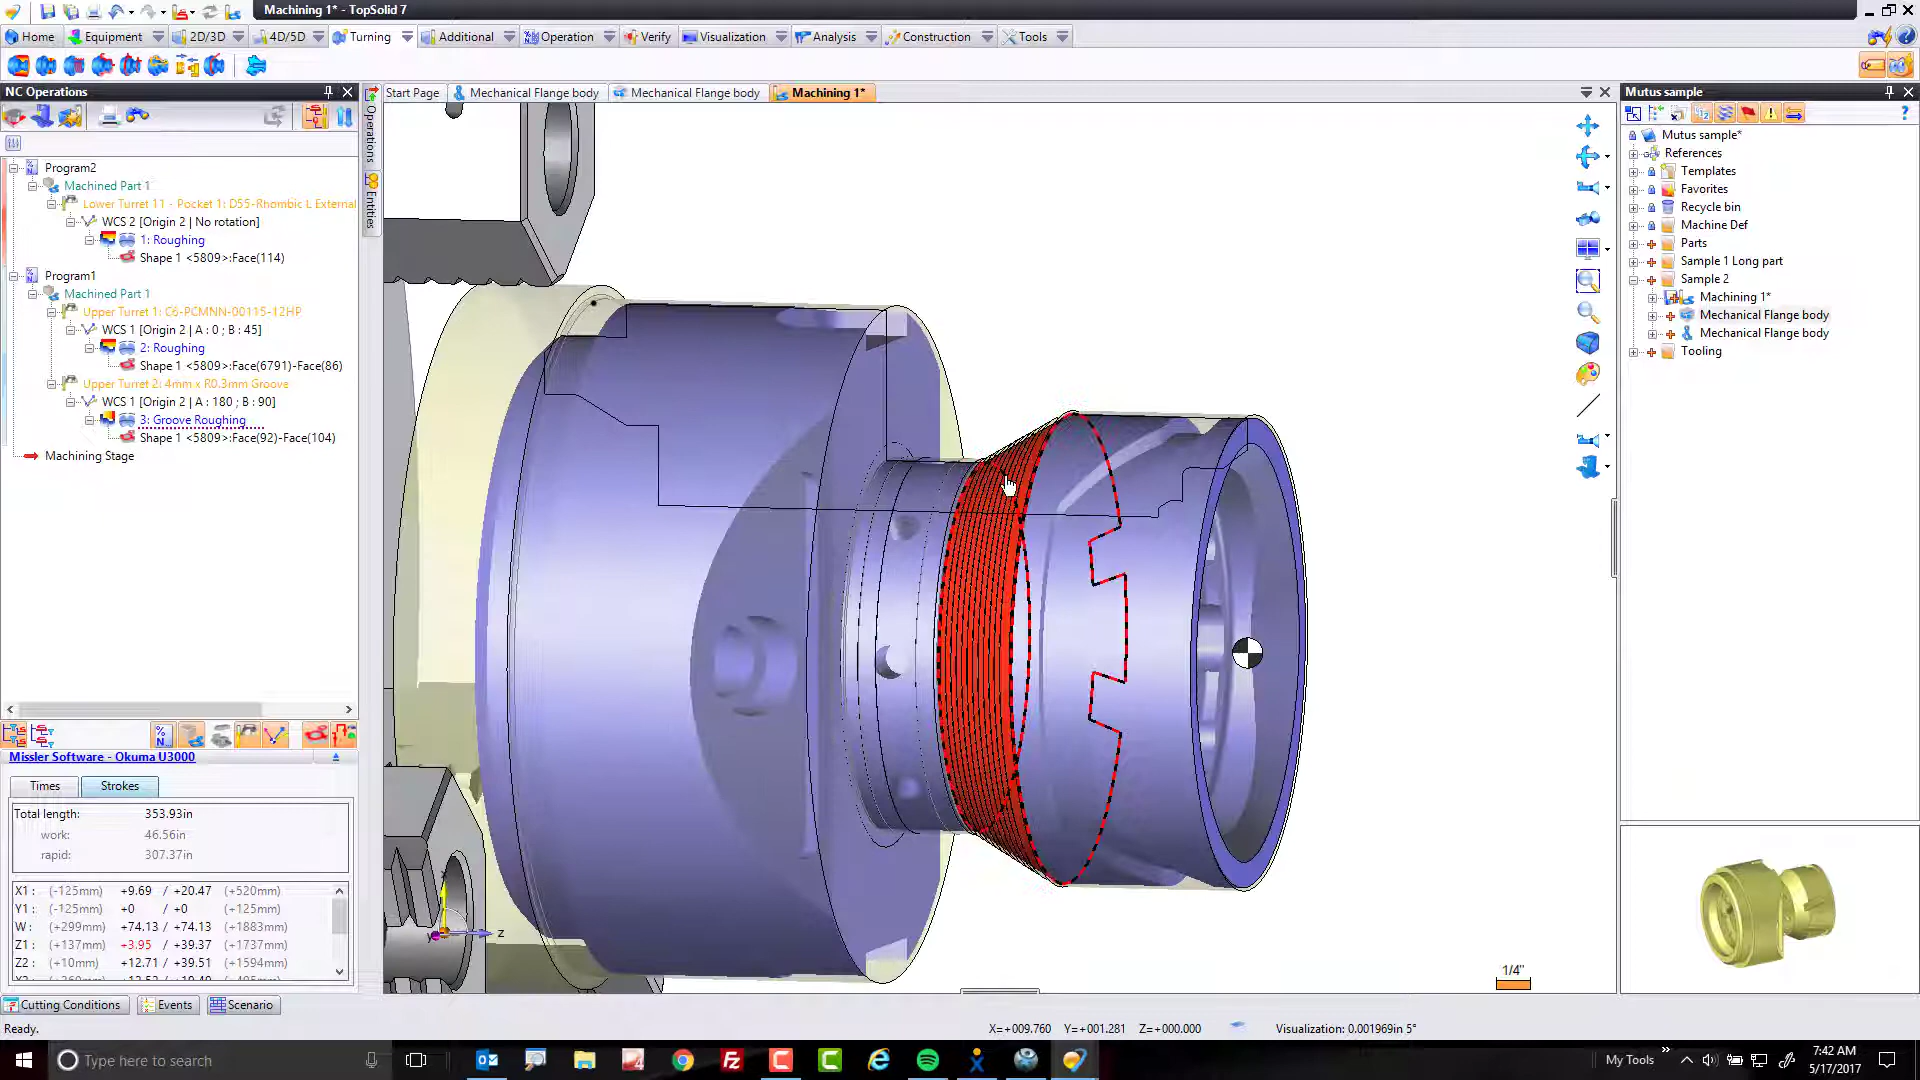 Machining 1* - TopSolid 7
Home Equipment 2D/3D 4D/5D Turning Additional Operation Verify Visualization Analysis Construction Tools
NC Operations
Start Page Mechanical Flange body Mechanical Flange body Machining 1*
Mutus sample
Operations
Entities
Program2
Machined Part 1
Lower Turret 11 - Pocket 1: D55-Rhombic L External
WCS 2 [Origin 2 | No rotation]
1: Roughing
Shape 1 <5809>:Face(114)
Program1
Machined Part 1
Upper Turret 1: C6-PCMNN-00115-12HP
WCS 1 [Origin 2 | A : 0 ; B : 45]
2: Roughing
Shape 1 <5809>:Face(6791)-Face(86)
Upper Turret 2: 4mm x R0.3mm Groove
WCS 1 [Origin 2 | A : 180 ; B : 90]
3: Groove Roughing
Shape 1 <5809>:Face(92)-Face(104)
Machining Stage
Mutus sample*
References
Templates
Favorites
Recycle bin
Machine Def
Parts
Sample 1 Long part
Sample 2
Machining 1*
Mechanical Flange body
Mechanical Flange body
Tooling
Missler Software - Okuma U3000
Times Strokes
Total length: 353.93in
work: 46.56in
rapid: 307.37in
X1 : (-125mm) +9.69 / +20.47 (+520mm)
Y1 : (-125mm) +0 / +0 (+125mm)
W : (+299mm) +74.13 / +74.13 (+1883mm)
Z1 : (+137mm) +3.95 / +39.37 (+1737mm)
Z2 : (+10mm) +12.71 / +39.51 (+1594mm)
z
1/4"
Cutting Conditions Events Scenario
Ready.
X=+009.760 Y=+001.281 Z=+000.000 Visualization: 0.001969in 5°
Type here to search
My Tools
7:42 AM
5/17/2017